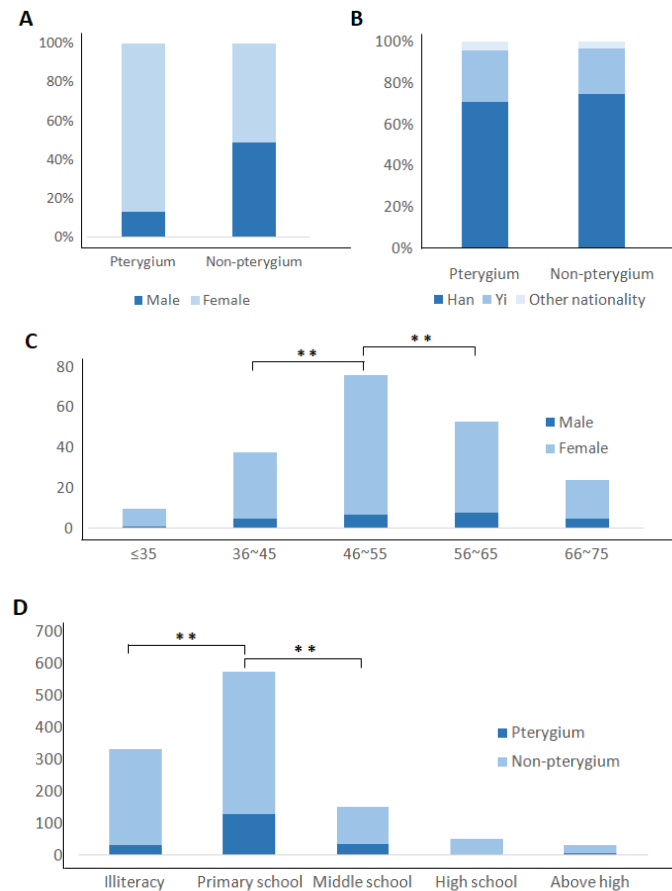 A
100%
80%
60%
40%
20%
0%
Pterygium Non-pterygium
Male Female
B
100%
80%
60%
40%
20%
0%
Pterygium Non-pterygium
Han Yi Other nationality
C
** **
80
60
40
20
0
Male
Female
≤35 36~45 46~55 56~65 66~75
D
** **
700
600
500
400
300
200
100
0
Pterygium
Non-pterygium
Illiteracy Primary school Middle school High school Above high